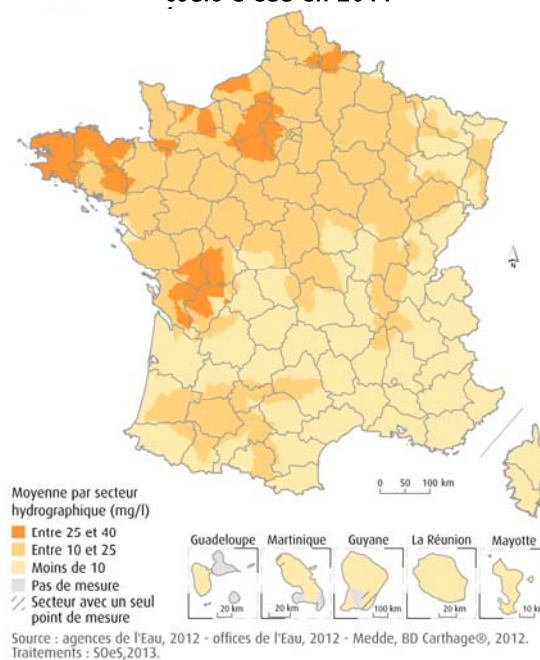 en 2011
N
0 50 100 km
Moyenne par secteur
hydrographique (mg/l)
Entre 25 et 40
Entre 10 et 25
Moins de 10
Pas de mesure
Secteur avec un seul
point de mesure
Guadeloupe
20 km
Martinique
20 km
Guyane
100 km
La Réunion
20 km
Mayotte
10 km
Source : agences de l'Eau, 2012 - offices de l'Eau, 2012 - Medde, BD Carthage®, 2012.
Traitements : SOeS,2013.